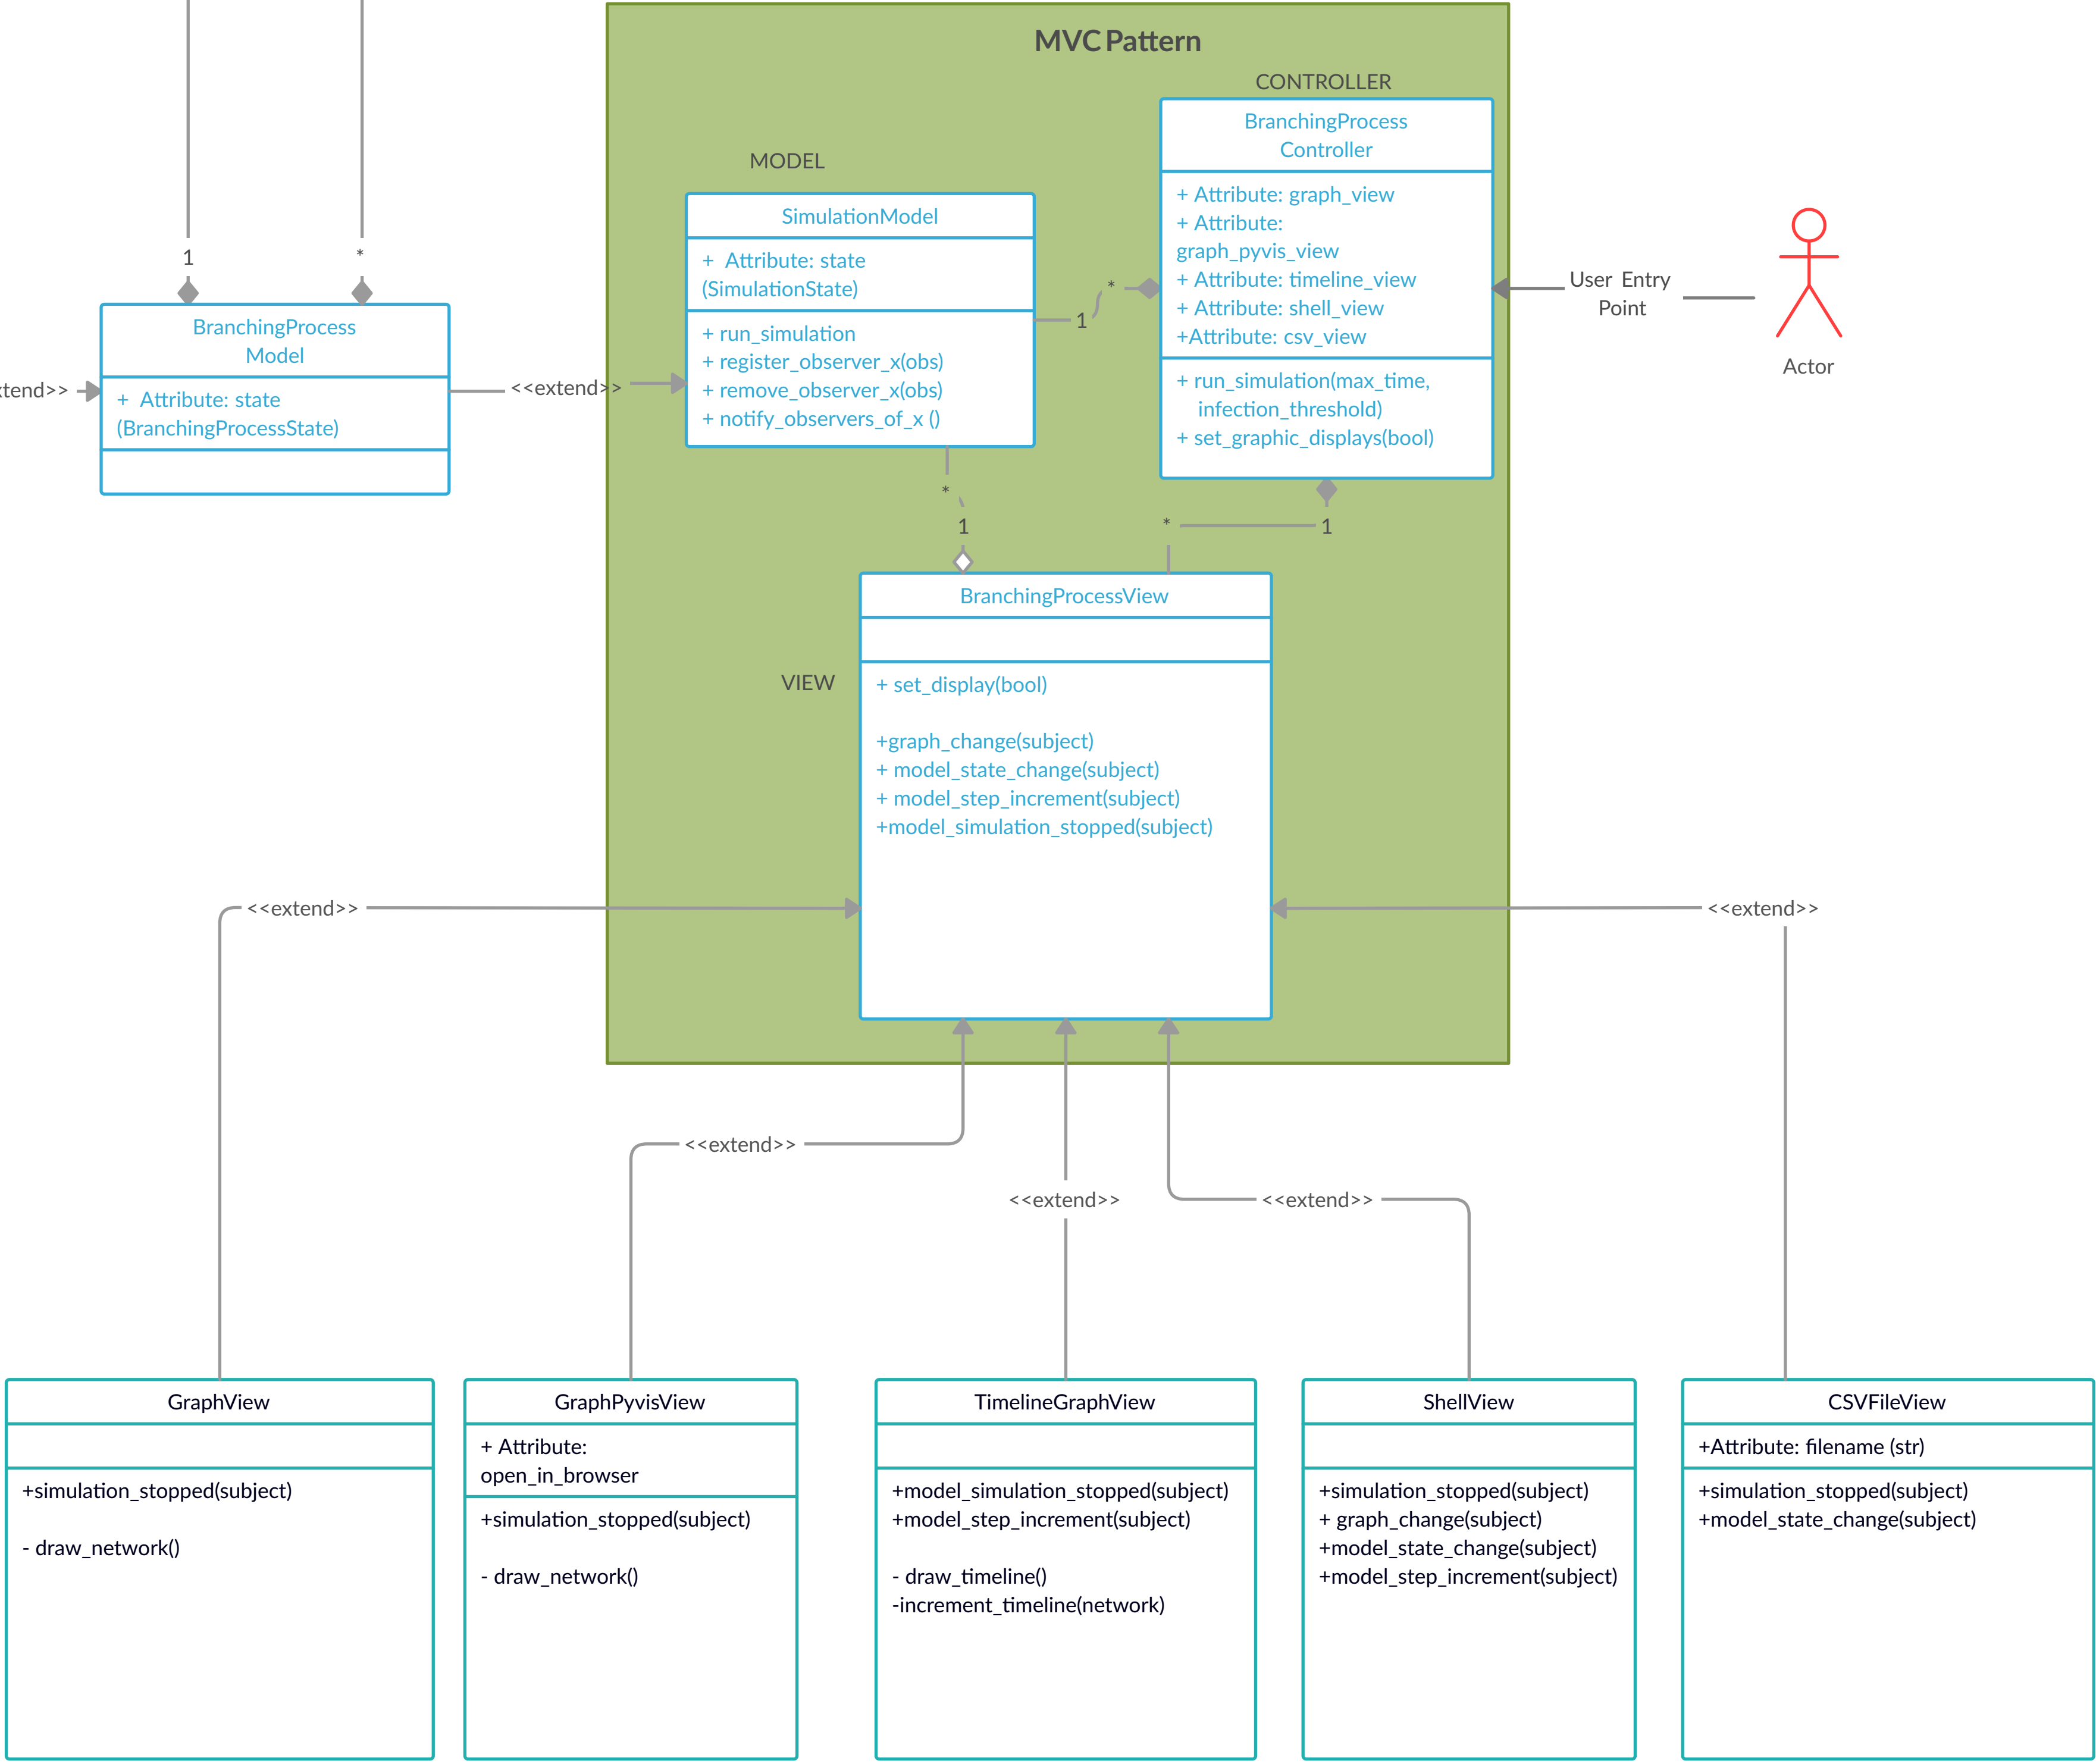 MVC Pattern
CONTROLLER
BranchingProcess
Controller
+ Attribute: graph_view
+ Attribute:
graph_pyvis_view
+ Attribute: timeline_view
+ Attribute: shell_view
+Attribute: csv_view
+ run_simulation(max_time,
infection_threshold)
+ set_graphic_displays(bool)
MODEL
SimulationModel
+ Attribute: state
(SimulationState)
+ run_simulation
+ register_observer_x(obs)
+ remove_observer_x(obs)
+ notify_observers_of_x ()
*
1
User Entry
Point
Actor
1
*
BranchingProcess
Model
+ Attribute: state
(BranchingProcessState)
xtend>>
<<extend>>
*
1
*
1
BranchingProcessView
VIEW
+ set_display(bool)
+graph_change(subject)
+ model_state_change(subject)
+ model_step_increment(subject)
+model_simulation_stopped(subject)
<<extend>>
<<extend>>
<<extend>>
<<extend>>
<<extend>>
GraphView
+simulation_stopped(subject)
- draw_network()
GraphPyvisView
+ Attribute:
open_in_browser
+simulation_stopped(subject)
- draw_network()
TimelineGraphView
+model_simulation_stopped(subject)
+model_step_increment(subject)
- draw_timeline()
-increment_timeline(network)
ShellView
+simulation_stopped(subject)
+ graph_change(subject)
+model_state_change(subject)
+model_step_increment(subject)
CSVFileView
+Attribute: filename (str)
+simulation_stopped(subject)
+model_state_change(subject)